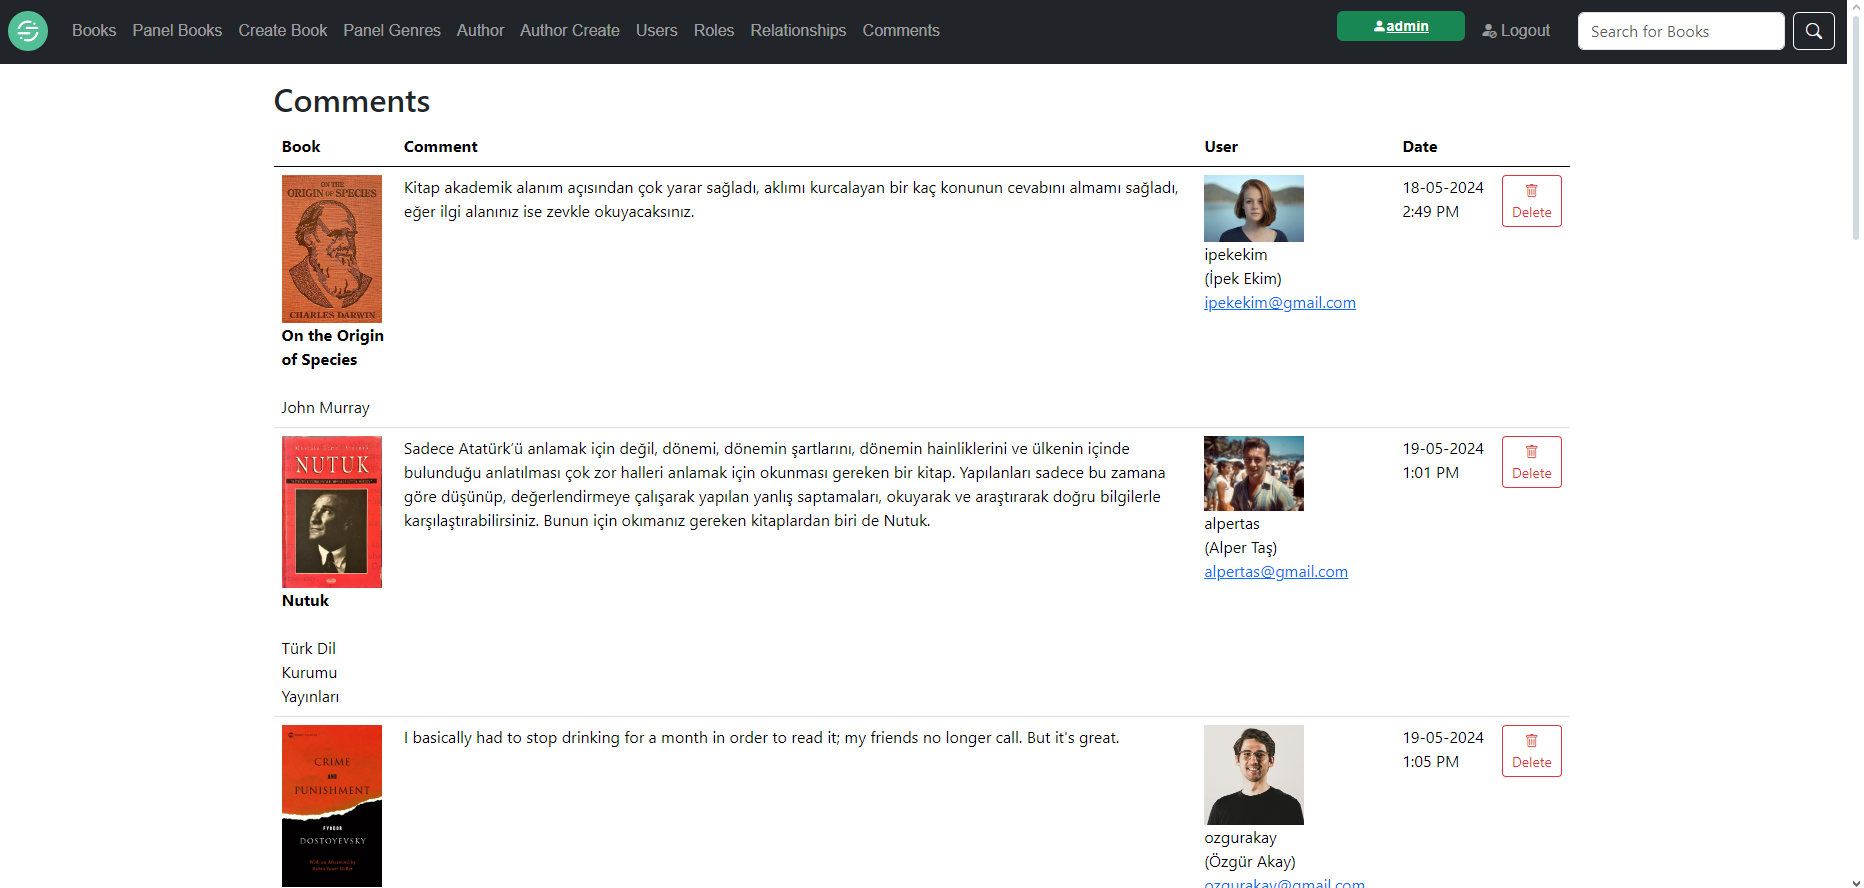 Books Panel Books Create Book Panel Genres Author Author Create Users Roles Relationships Comments admin Logout Search for Books
Comments
Book Comment User Date
ON THE
ORIGIN OF SPECIES
CHARLES DARWIN
On the Origin
of Species
John Murray
Kitap akademik alanım açısından çok yarar sağladı, aklımı kurcalayan bir kaç konunun cevabını almamı sağladı,
eğer ilgi alanınız ise zevkle okuyacaksınız.
ipekekim
(İpek Ekim)
ipekekim@gmail.com
18-05-2024
2:49 PM
Delete
NUTUK
Nutuk
Türk Dil
Kurumu
Yayınları
Sadece Atatürk'ü anlamak için değil, dönemi, dönemin şartlarını, dönemin hainliklerini ve ülkenin içinde
bulunduğu anlatılması çok zor halleri anlamak için okunması gereken bir kitap. Yapılanları sadece bu zamana
göre düşünüp, değerlendirmeye çalışarak yapılan yanlış saptamaları, okuyarak ve araştırarak doğru bilgilerle
karşılaştırabilirsiniz. Bunun için okımanız gereken kitaplardan biri de Nutuk.
alpertas
(Alper Taş)
alpertas@gmail.com
19-05-2024
1:01 PM
Delete
CRIME
AND
PUNISHMENT
FYODOR
DOSTOYEVSKY
With an Afterword by
I basically had to stop drinking for a month in order to read it; my friends no longer call. But it's great.
ozgurakay
(Özgür Akay)
ozgurakay@gmail.com
19-05-2024
1:05 PM
Delete